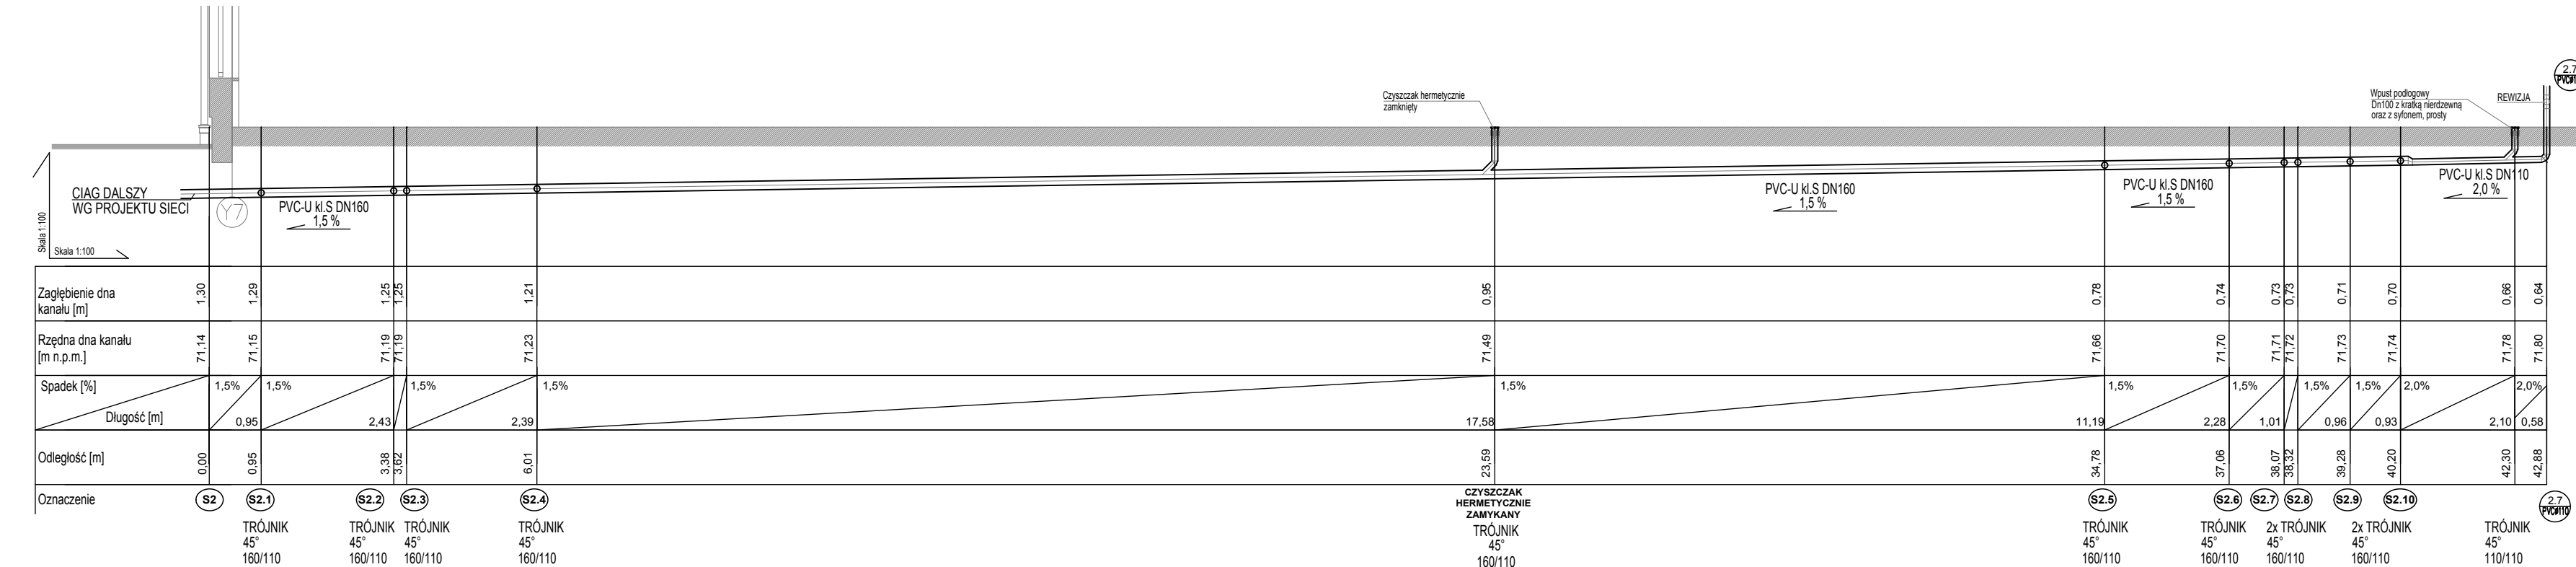 2.7
Czyszczak hermetycznie
zamknięty
Wpust podłogowy
Dn100 z kratką nierdzewną
oraz z syfonem, prosty
REWIZJA
CIAG DALSZY
WG PROJEKTU SIECI
Y7
PVC-U kl.S DN160
1,5 %
PVC-U kl.S DN160
1,5 %
PVC-U kl.S DN160
1,5 %
PVC-U kl.S DN110
2,0 %
Skala 1:100
Skala 1:100
Zagłębienie dna
kanału [m]
1,30 1,29 1,25 1,25 1,21 0,95 0,78 0,74 0,73 0,73 0,71 0,70 0,66 0,64
Rzędna dna kanału
[m n.p.m.]
71,14 71,15 71,19 71,19 71,23 71,49 71,66 71,70 71,71 71,72 71,73 71,74 71,78 71,80
Spadek [%]
1,5% 1,5% 1,5% 1,5% 1,5% 1,5% 1,5% 1,5% 1,5% 2,0% 2,0%
Długość [m]
0,95 2,43 2,39 17,58 11,19 2,28 1,01 0,96 0,93 2,10 0,58
Odległość [m]
0,00 0,95 3,38 3,62 6,01 23,59 34,78 37,06 38,07 38,32 39,28 40,20 42,30 42,88
Oznaczenie
S2 S2.1 S2.2 S2.3 S2.4
CZYSZCZAK
HERMETYCZNIE
ZAMYKANY
S2.5 S2.6 S2.7 S2.8 S2.9 S2.10
2.7
PVCØ110
TRÓJNIK
45°
160/110
TRÓJNIK
45°
160/110
TRÓJNIK
45°
160/110
TRÓJNIK
45°
160/110
TRÓJNIK
45°
160/110
TRÓJNIK
45°
160/110
TRÓJNIK
45°
160/110
2x TRÓJNIK
45°
160/110
2x TRÓJNIK
45°
160/110
TRÓJNIK
45°
110/110